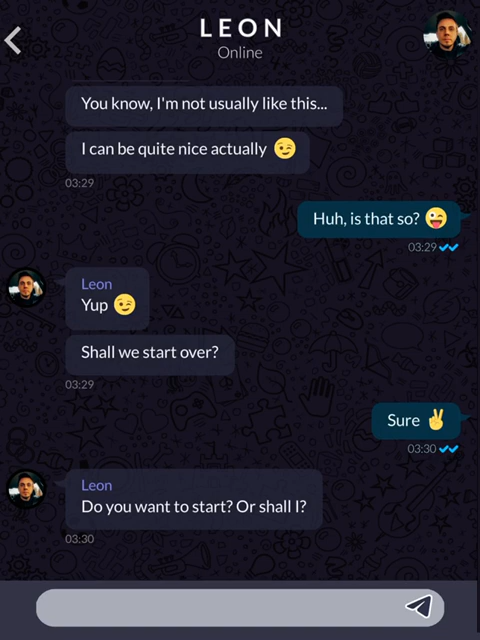 LEON
Online
You know, I'm not usually like this...
I can be quite nice actually 😉
03:29
Huh, is that so? 😜
03:29
Leon
Yup 😉
Shall we start over?
03:29
Sure ✌
03:30
Leon
Do you want to start? Or shall I?
03:30